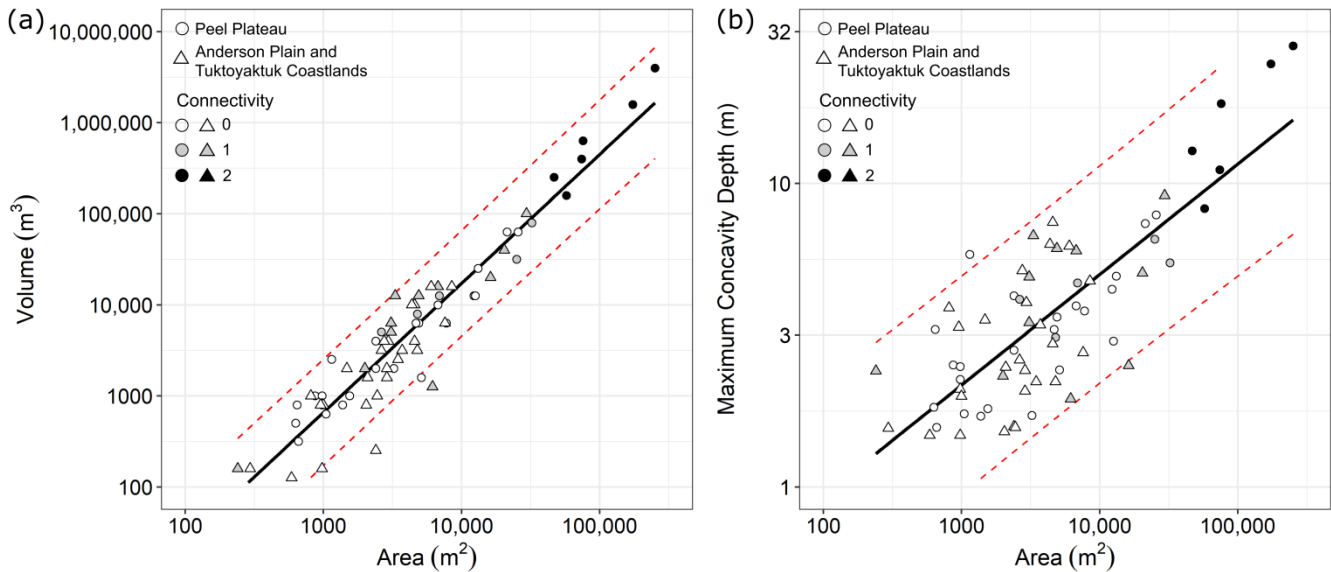 (a)
10,000,000
1,000,000
100,000
10,000
1000
100
Volume (m³)
Peel Plateau
Anderson Plain and
Tuktoyaktuk Coastlands
Connectivity
0
1
2
100
1000
10,000
100,000
Area (m²)
(b)
32
10
3
1
Maximum Concavity Depth (m)
Peel Plateau
Anderson Plain and
Tuktoyaktuk Coastlands
Connectivity
0
1
2
100
1000
10,000
100,000
Area (m²)